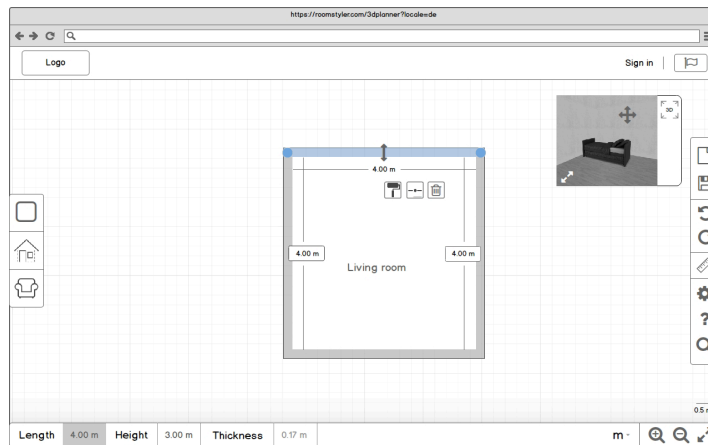 https://roomstyler.com/3dplanner?locale=de
Logo
Sign in
3D
4.00 m
4.00 m
4.00 m
Living room
?
0.5 m
Length 4.00 m Height 3.00 m Thickness 0.17 m
m